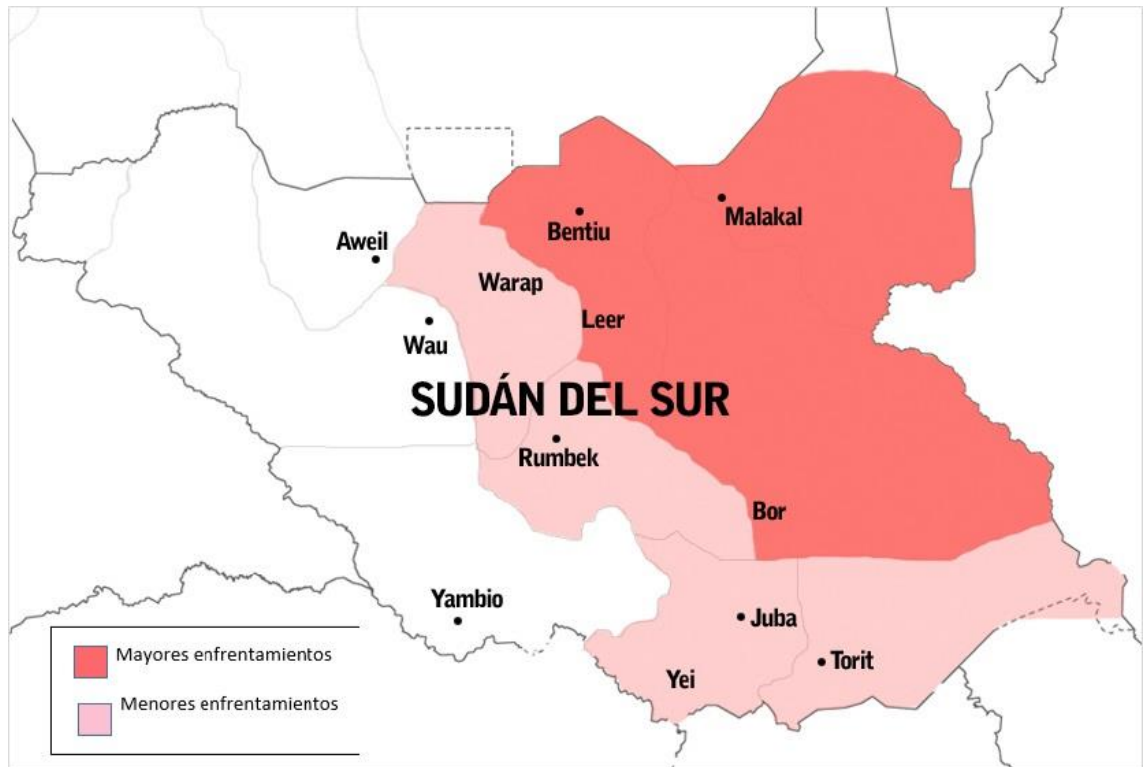 Malakal
Bentiu
Aweil
Warap
Leer
Wau
SUDÁN DEL SUR
Rumbek
Bor
Yambio
Juba
Torit
Yei
Mayores enfrentamientos
Menores enfrentamientos